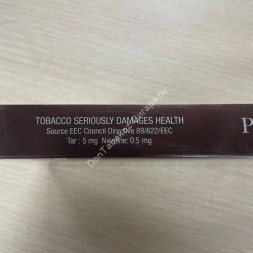 TOBACCO SERIOUSLY DAMAGES HEALTH
Source EEC Council Directive 89/622/EEC
Tar : 5 mg Nicotine: 0.5 mg
P